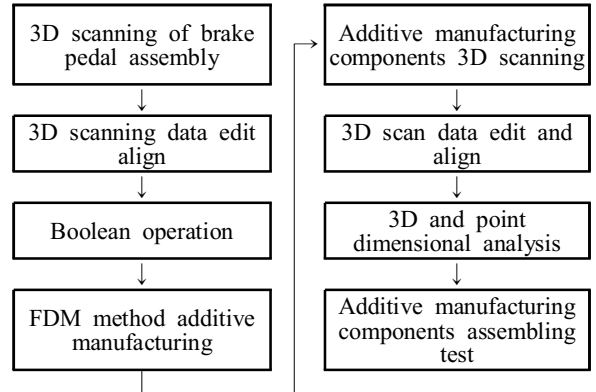 3D scanning of brake
pedal assembly
3D scanning data edit
align
Boolean operation
FDM method additive
manufacturing
Additive manufacturing
components 3D scanning
3D scan data edit and
align
3D and point
dimensional analysis
Additive manufacturing
components assembling
test